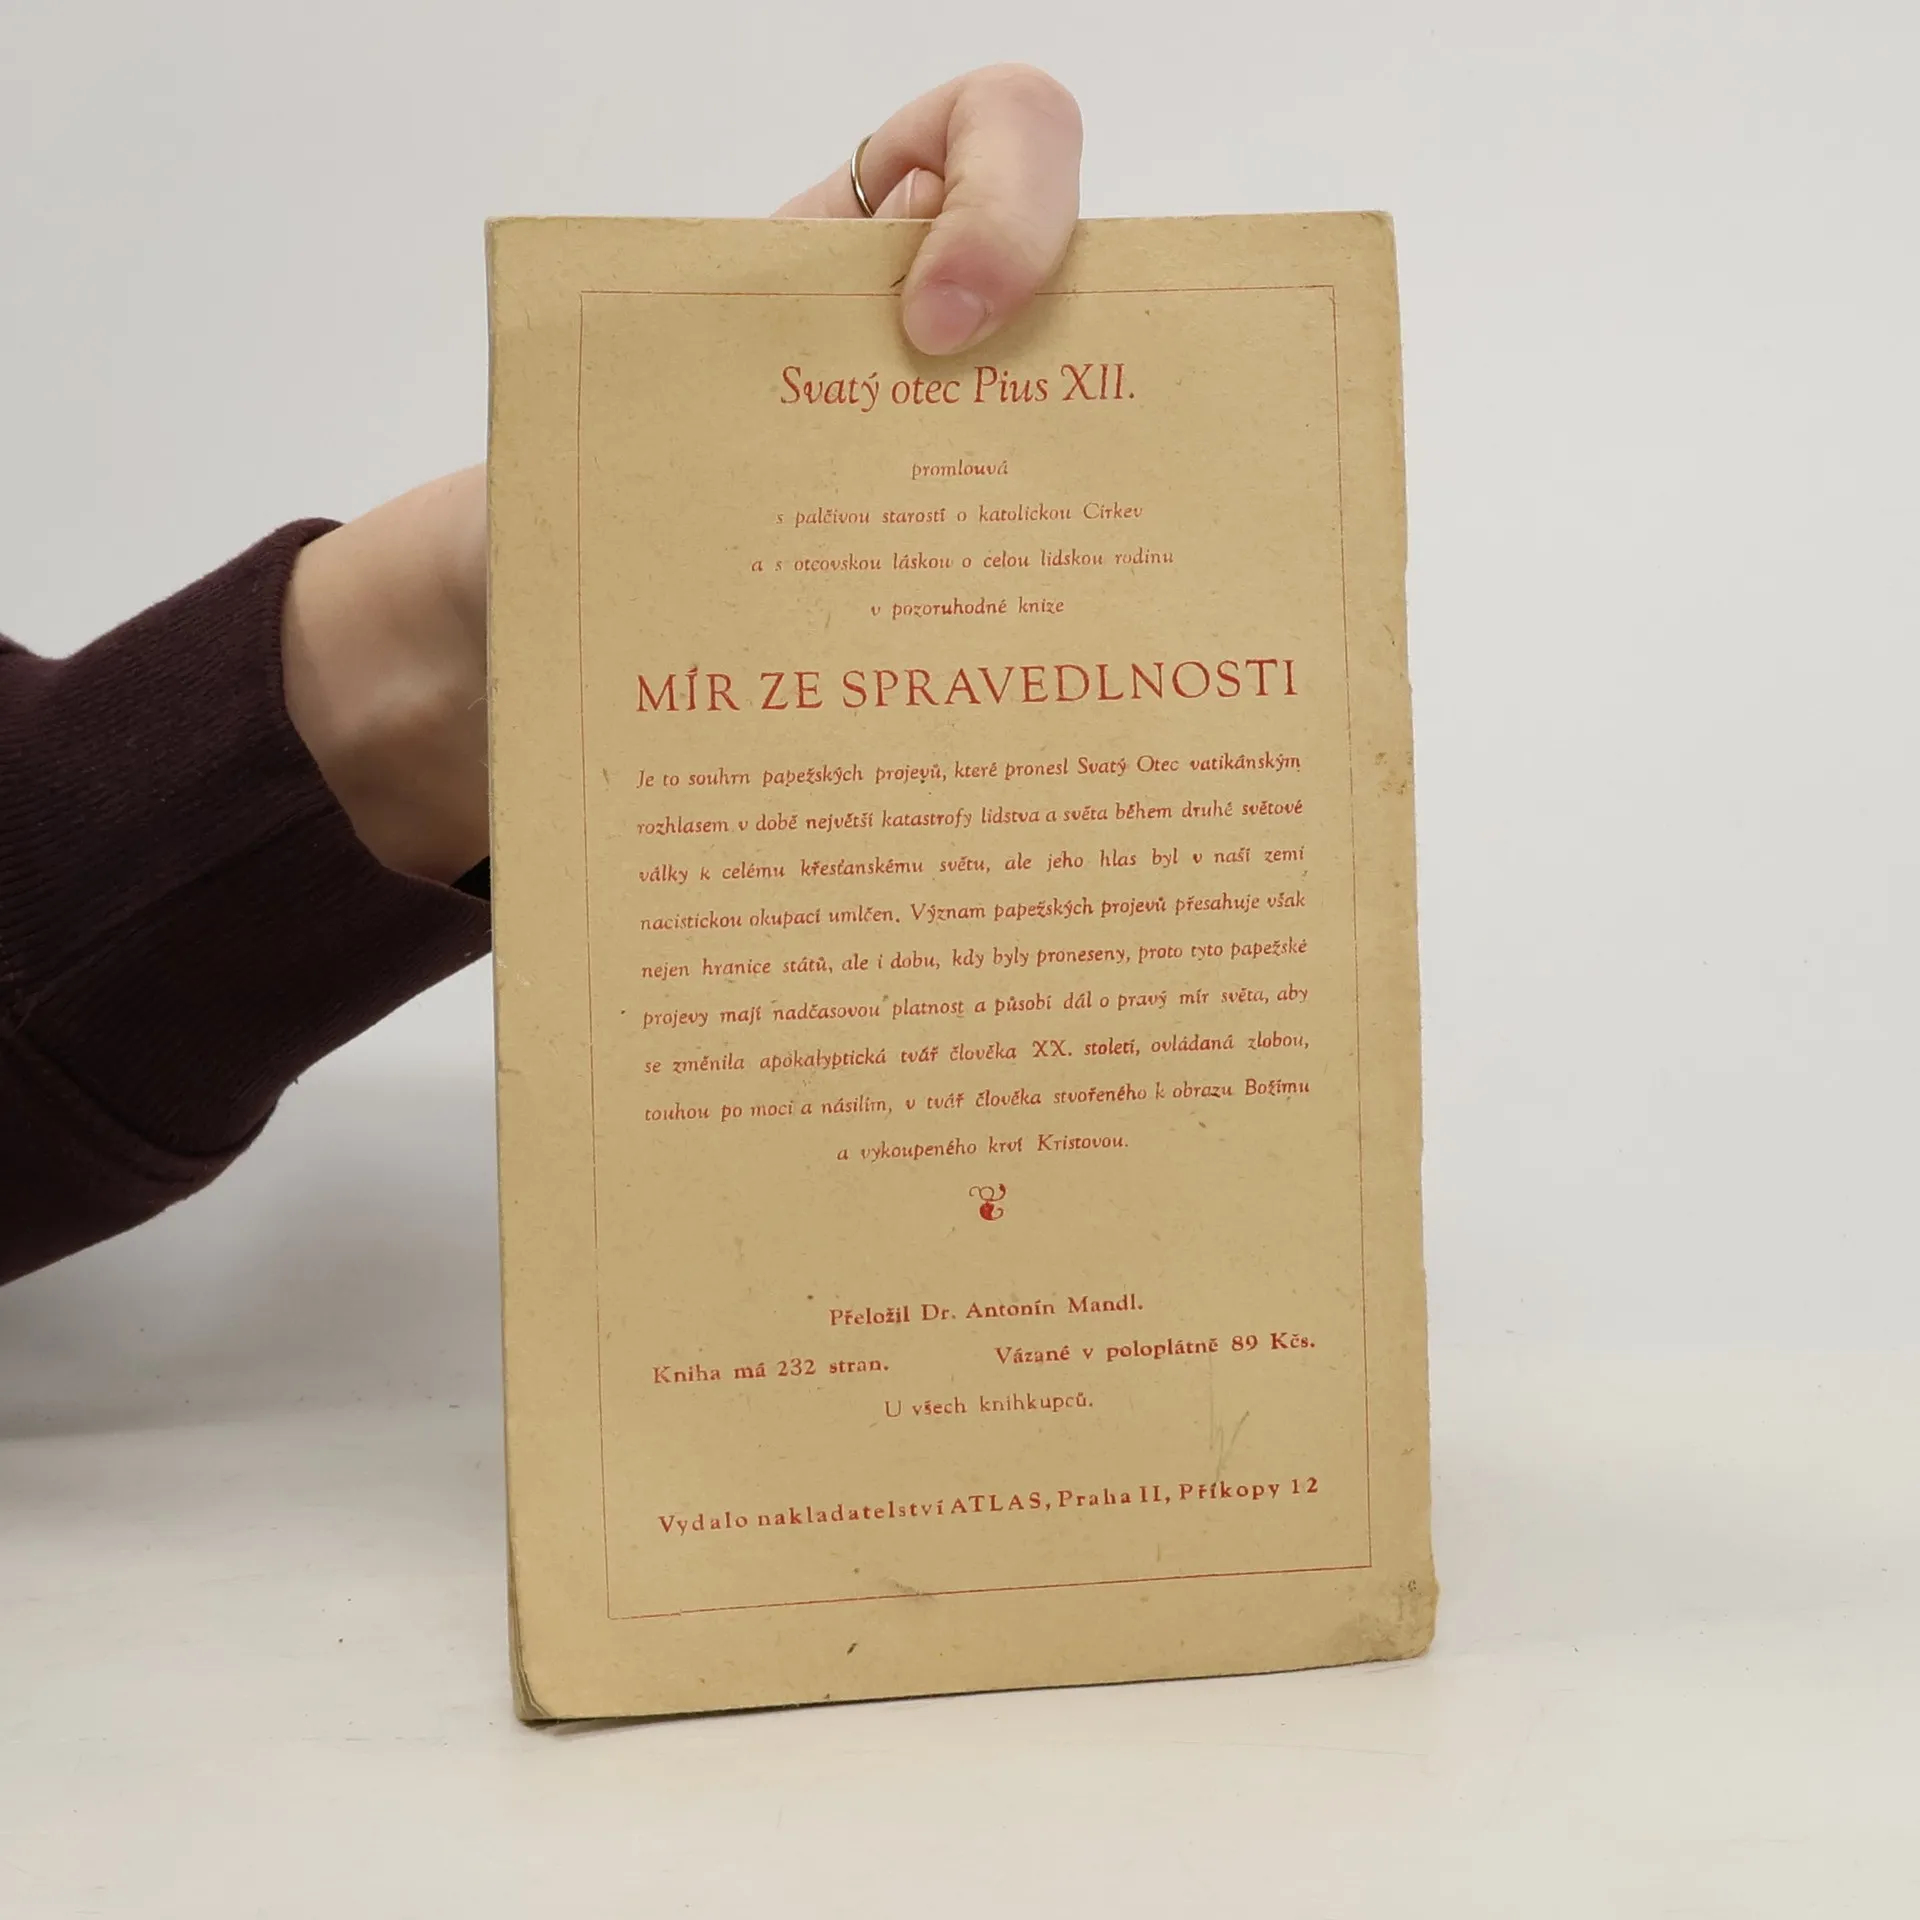 Svatý otec Pius XII.
promlouvá
s palčivou starostí o katolickou Církev
a s otcovskou láskou o celou lidskou rodinu
v pozoruhodné knize
MÍR ZE SPRAVEDLNOSTI
Je to souhrn papežských projevů, které pronesl Svatý Otec vatikánským
rozhlasem v době největší katastrofy lidstva a světa během druhé světové
války k celému křesťanskému světu, ale jeho hlas byl v naší zemi
nacistickou okupací umlčen. Význam papežských projevů přesahuje však
nejen hranice států, ale i dobu, kdy byly proneseny, proto tyto papežské
projevy mají nadčasovou platnost a působí dál o pravý mír světa, aby
se změnila apokalyptická tvář člověka XX. století, ovládaná zlobou,
touhou po moci a násilím, v tvář člověka stvořeného k obrazu Božímu
a vykoupeného krví Kristovou.
Přeložil Dr. Antonín Mandl.
Kniha má 232 stran. Vázané v poloplátně 89 Kčs.
U všech knihkupců.
Vydalo nakladatelství ATLAS, Praha II, Příkopy 12